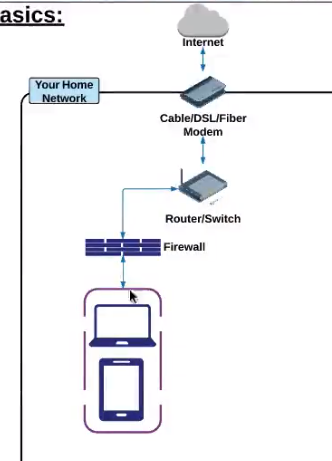 asics:
Internet
Your Home
Network
Cable/DSL/Fiber
Modem
Router/Switch
Firewall